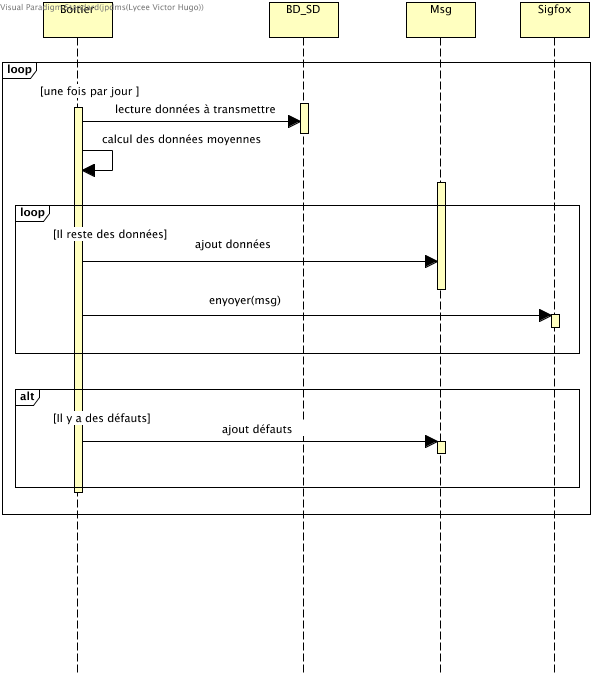 Boitier
BD_SD
Msg
Sigfox
loop
[une fois par jour ]
lecture données à transmettre
calcul des données moyennes
loop
[Il reste des données]
ajout données
enyoyer(msg)
alt
[Il y a des défauts]
ajout défauts